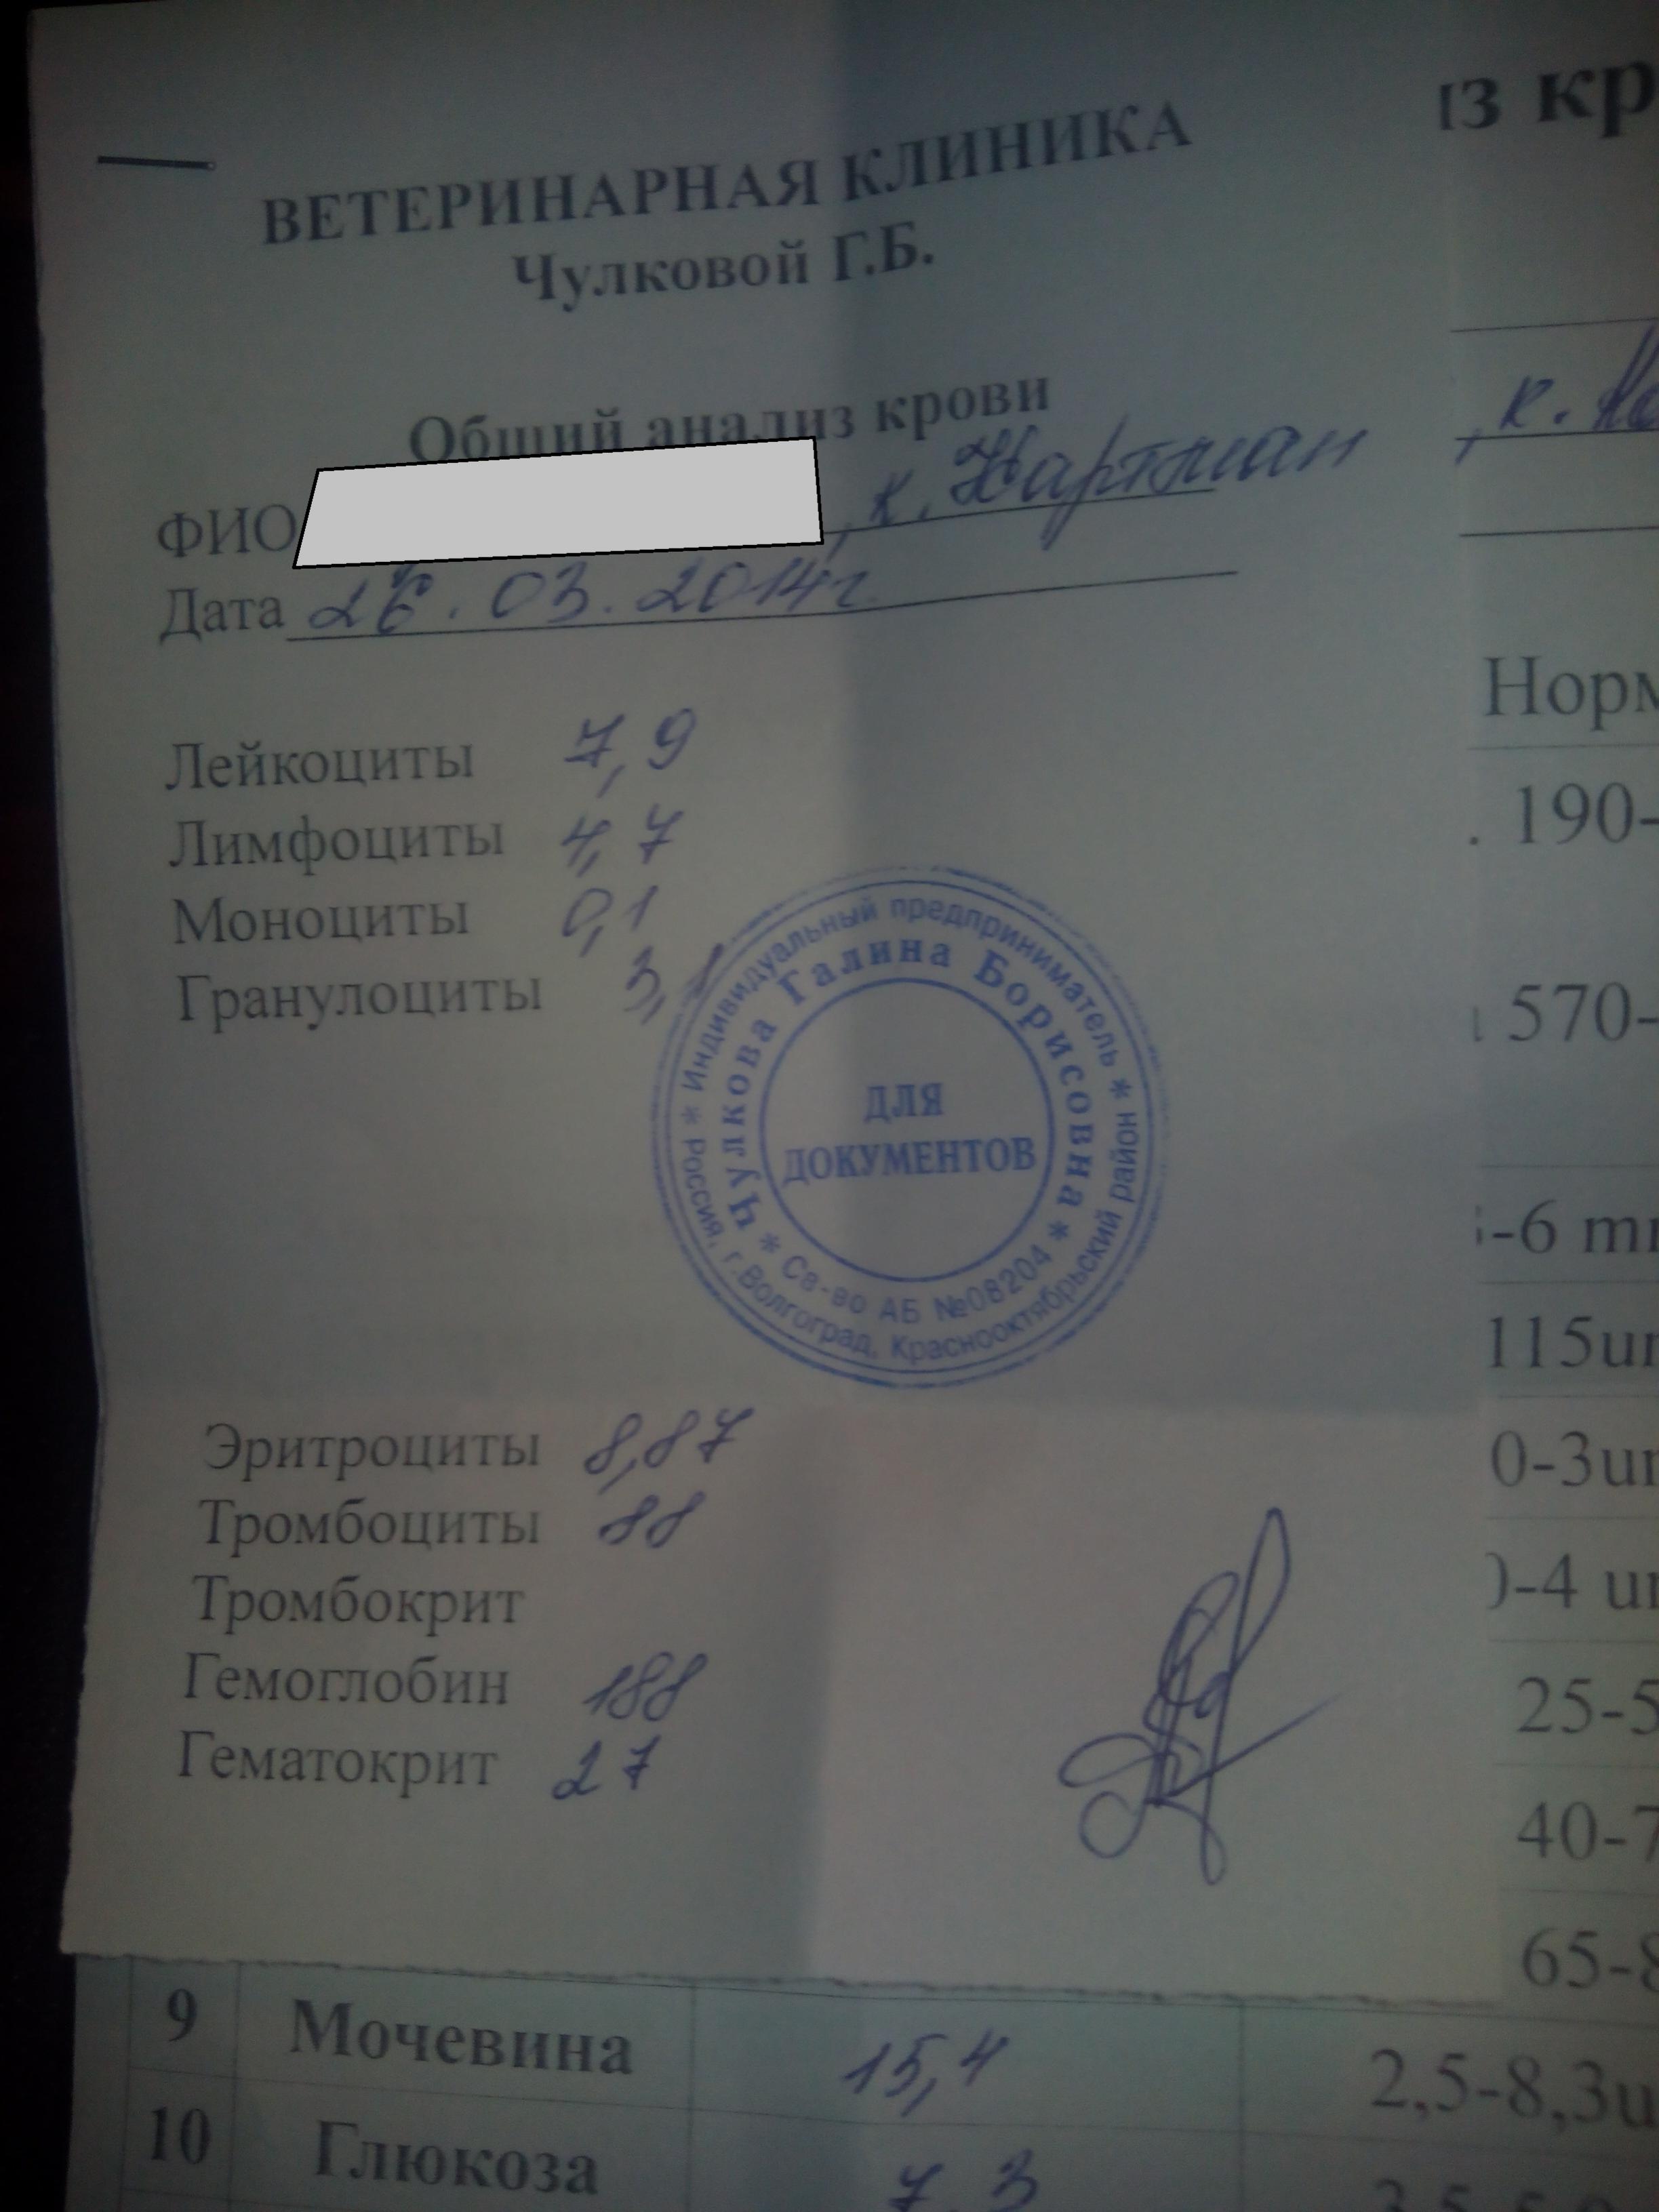 ВЕТЕРИНАРНАЯ КЛИНИКА
Чулковой Г.Б.
Общий анализ крови
ФИО , к. Картман
Дата 26.03.2014г.
Лейкоциты 7,9
Лимфоциты 4,7
Моноциты 0,1
Гранулоциты 3,1
* Индивидуальный предприниматель *
Россия, г.Волгоград, Краснооктябрьский район
Чулкова Галина Борисовна
* Св-во АБ №08204 *
ДЛЯ
ДОКУМЕНТОВ
Эритроциты 8,87
Тромбоциты 88
Тромбокрит
Гемоглобин 188
Гематокрит 27
з кр
, к.
Норм
. 190-
570-
-6 m
115u
0-3u
-4 u
25-5
40-7
65-8
9 Мочевина 15,4 2,5-8,3u
10 Глюкоза 7,3